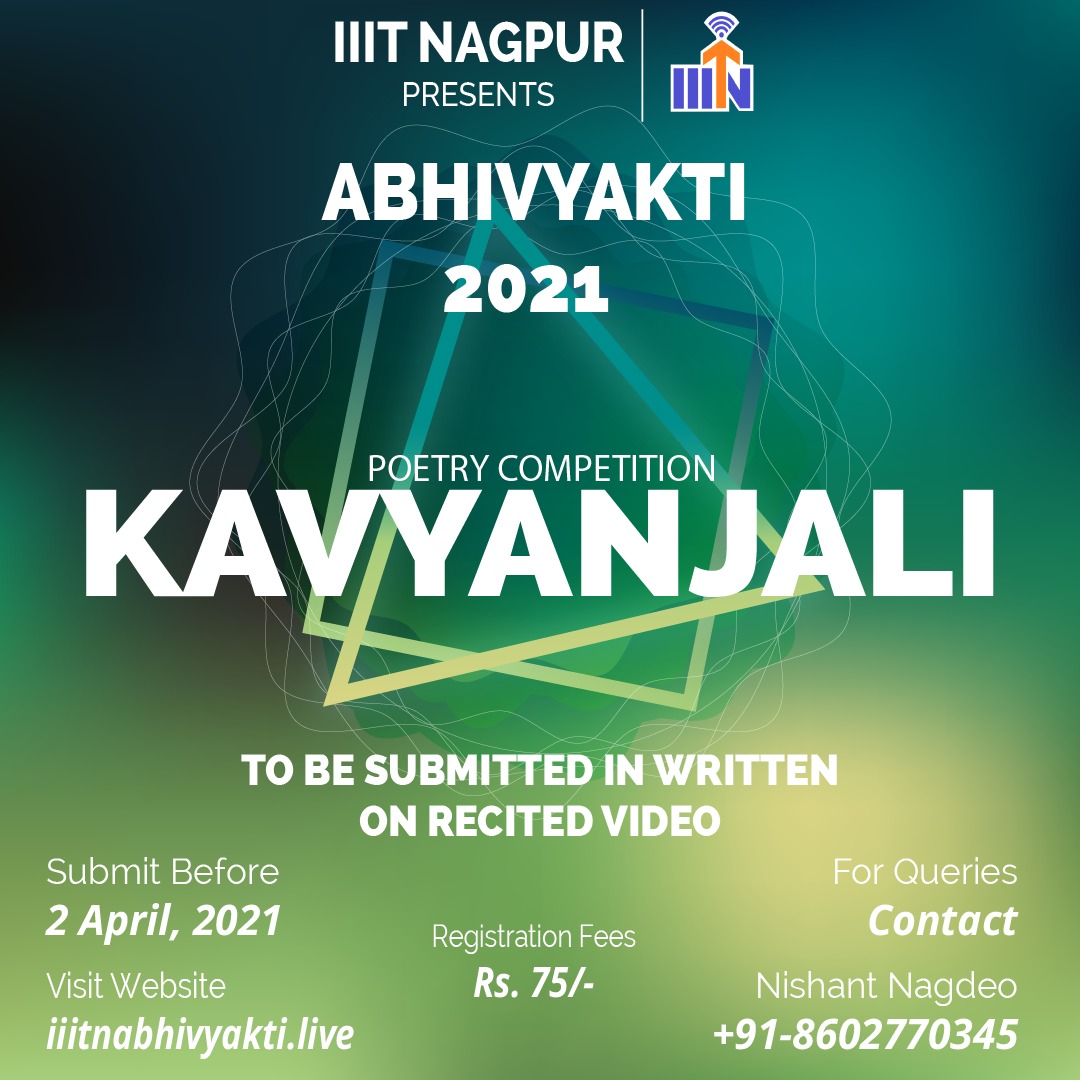 IIIT NAGPUR
PRESENTS
IIITN
ABHIVYAKTI
2021
POETRY COMPETITION
KAVYANJALI
TO BE SUBMITTED IN WRITTEN
ON RECITED VIDEO
Submit Before
2 April, 2021
Visit Website
iiitnabhivyakti.live
Registration Fees
Rs. 75/-
For Queries
Contact
Nishant Nagdeo
+91-8602770345